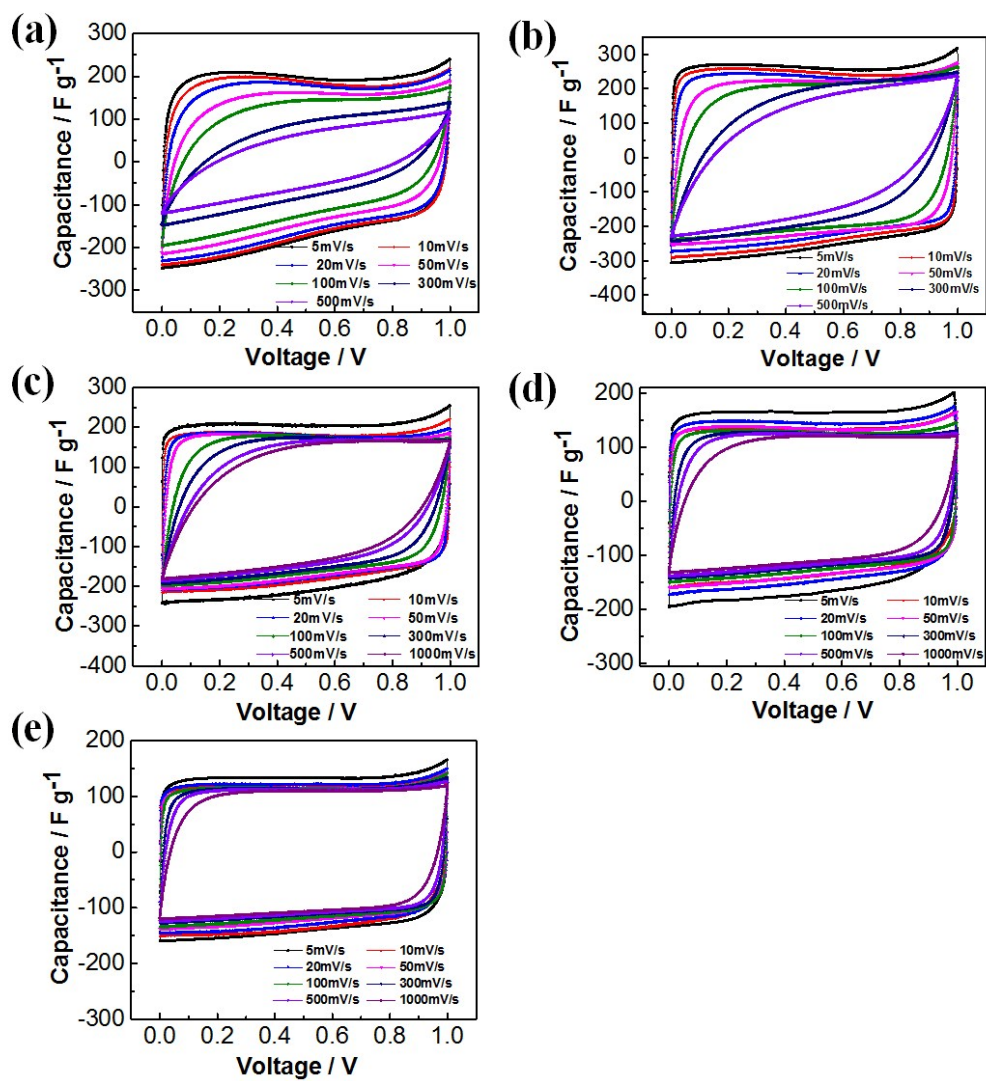 (a)
300
200
100
0
-100
-200
-300
Capacitance / F g-1
5mV/s 10mV/s
20mV/s 50mV/s
100mV/s 300mV/s
500mV/s
0.0 0.2 0.4 0.6 0.8 1.0
Voltage / V
(b)
300
200
100
0
-100
-200
-300
-400
Capacitance / F g-1
5mV/s 10mV/s
20mV/s 50mV/s
100mV/s 300mV/s
500mV/s
0.0 0.2 0.4 0.6 0.8 1.0
Voltage / V
(c)
300
200
100
0
-100
-200
-300
-400
Capacitance / F g-1
5mV/s 10mV/s
20mV/s 50mV/s
100mV/s 300mV/s
500mV/s 1000mV/s
0.0 0.2 0.4 0.6 0.8 1.0
Voltage / V
(d)
200
100
0
-100
-200
-300
Capacitance / F g-1
5mV/s 10mV/s
20mV/s 50mV/s
100mV/s 300mV/s
500mV/s 1000mV/s
0.0 0.2 0.4 0.6 0.8 1.0
Voltage / V
(e)
200
100
0
-100
-200
-300
Capacitance / F g-1
5mV/s 10mV/s
20mV/s 50mV/s
100mV/s 300mV/s
500mV/s 1000mV/s
0.0 0.2 0.4 0.6 0.8 1.0
Voltage / V